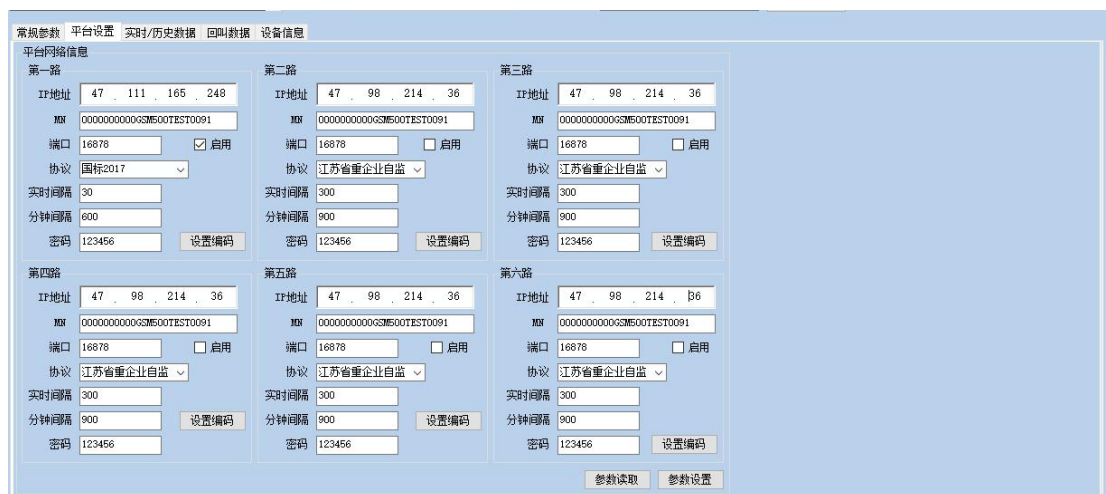 常规参数 平台设置 实时/历史数据 回叫数据 设备信息
平台网络信息
第一路
IP地址 47 . 111 . 165 . 248
MN 0000000000GSM500TEST0091
端口 16878 启用
协议 国标2017
实时间隔 30
分钟间隔 600
密码 123456 设置编码
第二路
IP地址 47 . 98 . 214 . 36
MN 0000000000GSM500TEST0091
端口 16878 启用
协议 江苏省重企业自监
实时间隔 300
分钟间隔 900
密码 123456 设置编码
第三路
IP地址 47 . 98 . 214 . 36
MN 0000000000GSM500TEST0091
端口 16878 启用
协议 江苏省重企业自监
实时间隔 300
分钟间隔 900
密码 123456 设置编码
第四路
IP地址 47 . 98 . 214 . 36
MN 0000000000GSM500TEST0091
端口 16878 启用
协议 江苏省重企业自监
实时间隔 300
分钟间隔 900 设置编码
密码 123456
第五路
IP地址 47 . 98 . 214 . 36
MN 0000000000GSM500TEST0091
端口 16878 启用
协议 江苏省重企业自监
实时间隔 300
分钟间隔 900 设置编码
密码 123456
第六路
IP地址 47 . 98 . 214 . 36
MN 0000000000GSM500TEST0091
端口 16878 启用
协议 江苏省重企业自监
实时间隔 300
分钟间隔 900
密码 123456 设置编码
参数读取 参数设置